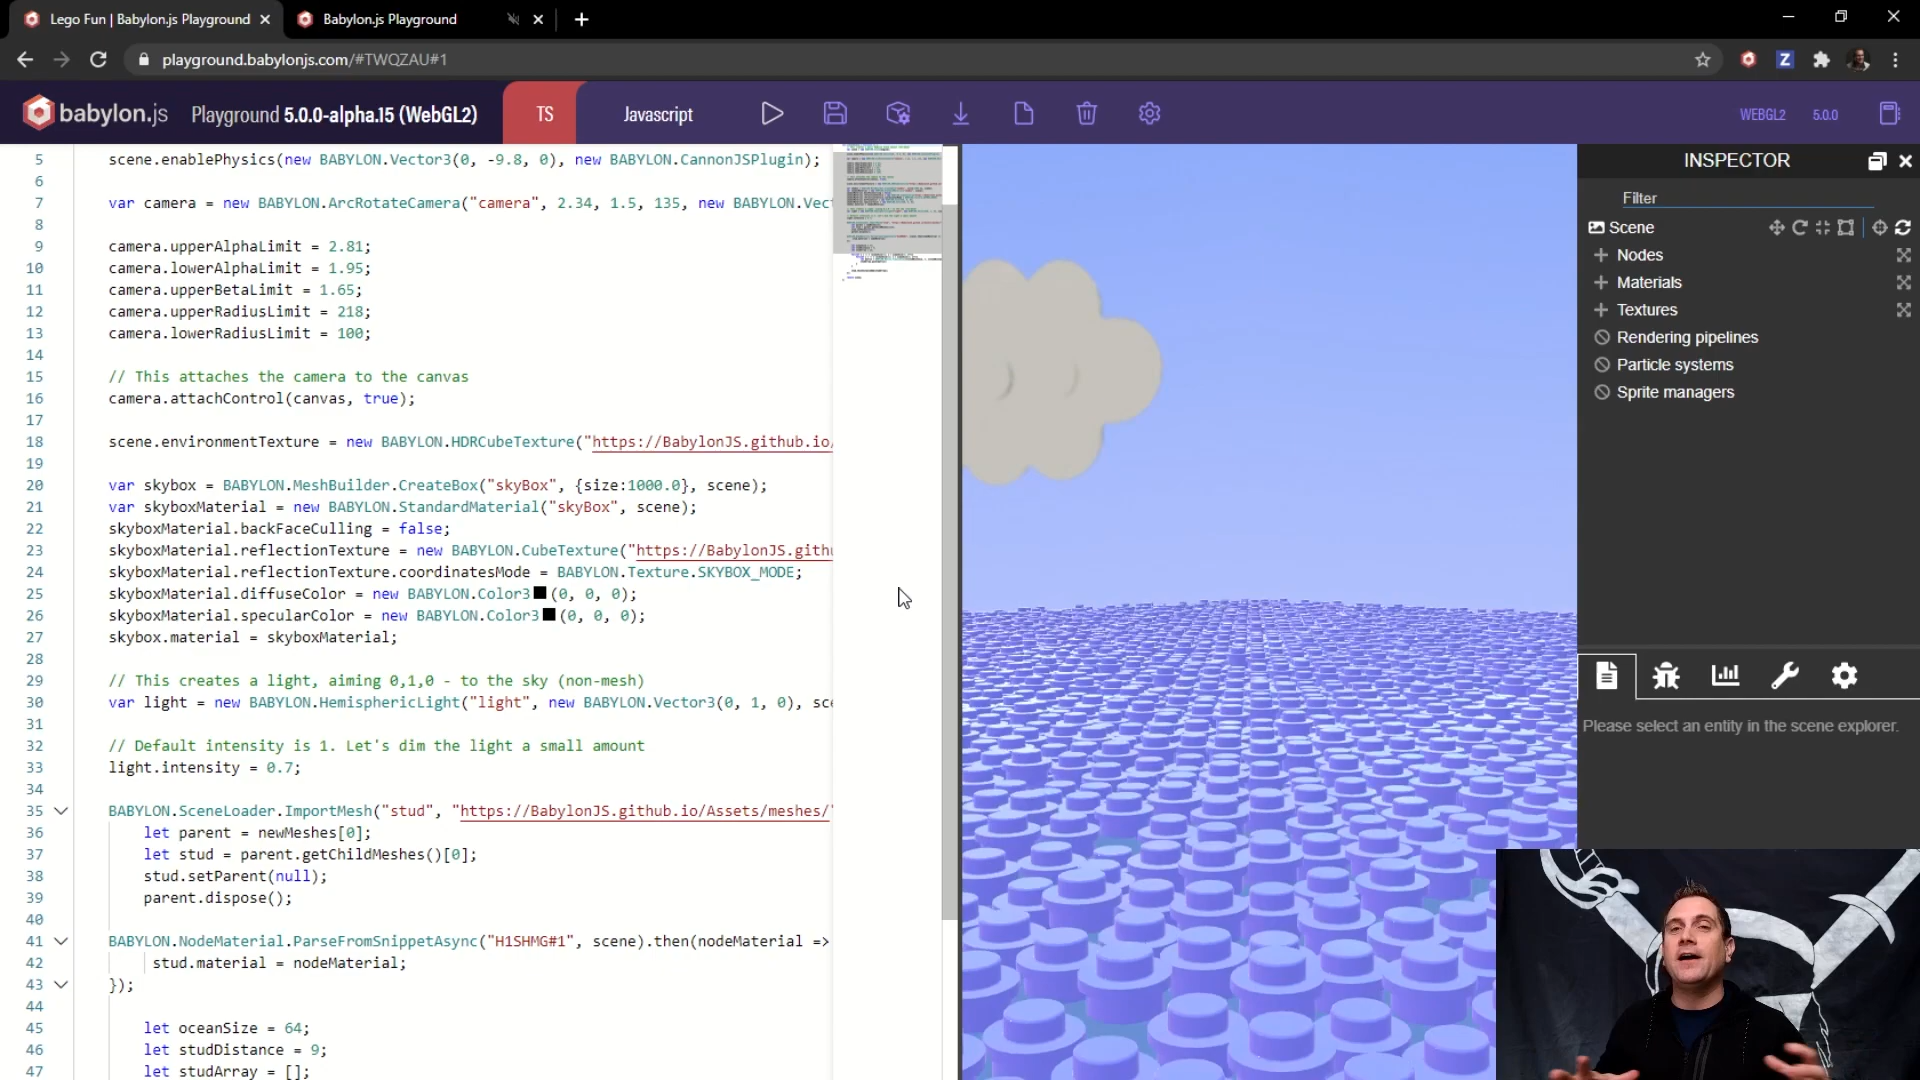 Lego Fun | Babylon.js Playground
Babylon.js Playground
playground.babylonjs.com/#TWQZAU#1
babylon.js
Playground 5.0.0-alpha.15 (WebGL2)
TS
Javascript
WEBGL2
5.0.0
5 scene.enablePhysics(new BABYLON.Vector3(0, -9.8, 0), new BABYLON.CannonJSPlugin);
6
7 var camera = new BABYLON.ArcRotateCamera("camera", 2.34, 1.5, 135, new BABYLON.Vect
8
9 camera.upperAlphaLimit = 2.81;
10 camera.lowerAlphaLimit = 1.95;
11 camera.upperBetaLimit = 1.65;
12 camera.upperRadiusLimit = 218;
13 camera.lowerRadiusLimit = 100;
14
15 // This attaches the camera to the canvas
16 camera.attachControl(canvas, true);
17
18 scene.environmentTexture = new BABYLON.HDRCubeTexture("https://BabylonJS.github.io/
19
20 var skybox = BABYLON.MeshBuilder.CreateBox("skyBox", {size:1000.0}, scene);
21 var skyboxMaterial = new BABYLON.StandardMaterial("skyBox", scene);
22 skyboxMaterial.backFaceCulling = false;
23 skyboxMaterial.reflectionTexture = new BABYLON.CubeTexture("https://BabylonJS.githu
24 skyboxMaterial.reflectionTexture.coordinatesMode = BABYLON.Texture.SKYBOX_MODE;
25 skyboxMaterial.diffuseColor = new BABYLON.Color3(0, 0, 0);
26 skyboxMaterial.specularColor = new BABYLON.Color3(0, 0, 0);
27 skybox.material = skyboxMaterial;
28
29 // This creates a light, aiming 0,1,0 - to the sky (non-mesh)
30 var light = new BABYLON.HemisphericLight("light", new BABYLON.Vector3(0, 1, 0), sce
31
32 // Default intensity is 1. Let's dim the light a small amount
33 light.intensity = 0.7;
34
35 BABYLON.SceneLoader.ImportMesh("stud", "https://BabylonJS.github.io/Assets/meshes/"
36 let parent = newMeshes[0];
37 let stud = parent.getChildMeshes()[0];
38 stud.setParent(null);
39 parent.dispose();
40
41 BABYLON.NodeMaterial.ParseFromSnippetAsync("H1SHMG#1", scene).then(nodeMaterial =>
42 stud.material = nodeMaterial;
43 });
44
45 let oceanSize = 64;
46 let studDistance = 9;
47 let studArray = [];
INSPECTOR
Filter
Scene
Nodes
Materials
Textures
Rendering pipelines
Particle systems
Sprite managers
Please select an entity in the scene explorer.